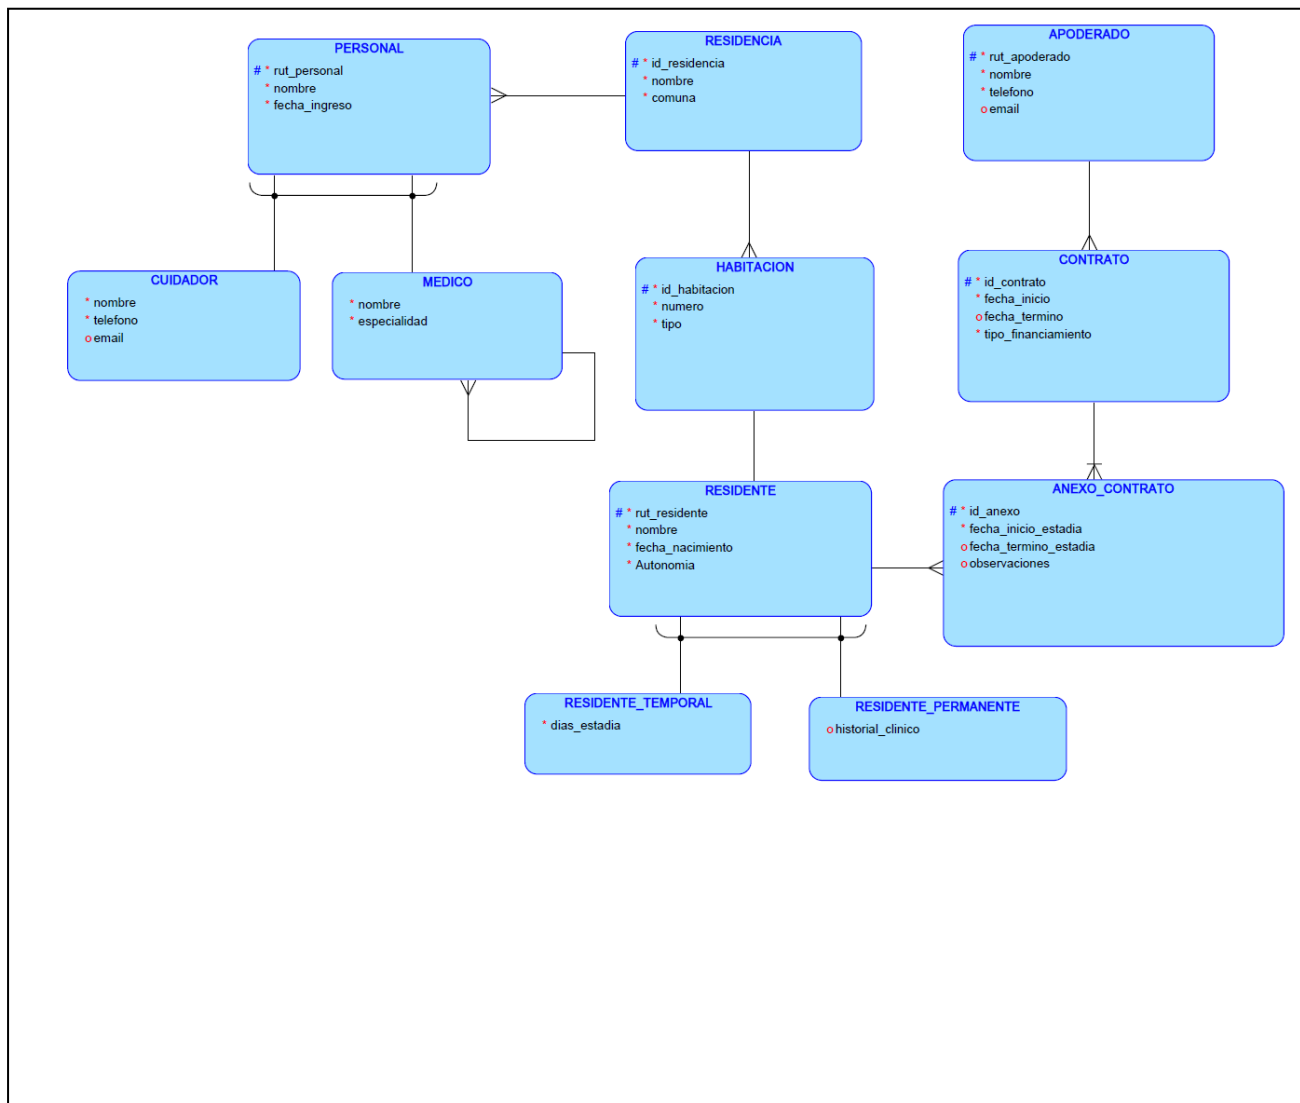 PERSONAL
# * rut_personal
* nombre
* fecha_ingreso
RESIDENCIA
# * id_residencia
* nombre
* comuna
APODERADO
# * rut_apoderado
* nombre
* telefono
o email
CUIDADOR
* nombre
* telefono
o email
MEDICO
* nombre
* especialidad
HABITACION
# * id_habitacion
* numero
* tipo
CONTRATO
# * id_contrato
* fecha_inicio
o fecha_termino
* tipo_financiamiento
RESIDENTE
# * rut_residente
* nombre
* fecha_nacimiento
* Autonomia
ANEXO_CONTRATO
# * id_anexo
* fecha_inicio_estadia
o fecha_termino_estadia
o observaciones
RESIDENTE_TEMPORAL
* dias_estadia
RESIDENTE_PERMANENTE
o historial_clinico